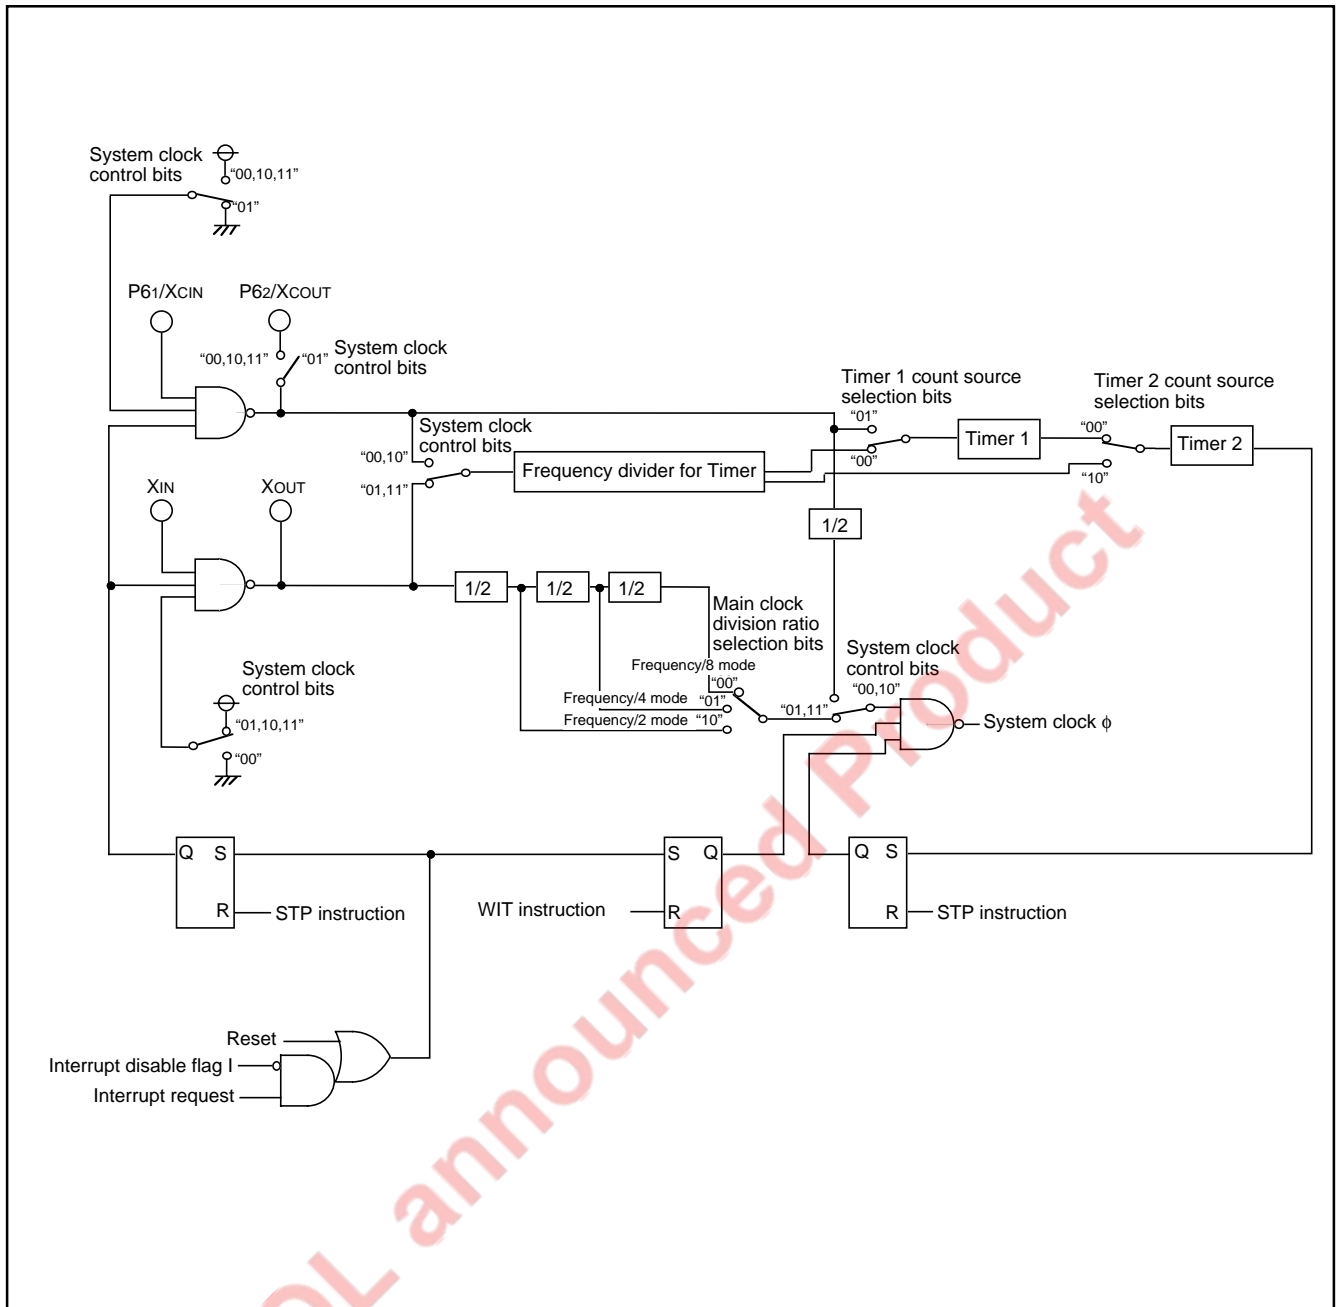 System clock
control bits
“00,10,11”
“01”
P61/XCIN
P62/XCOUT
“00,10,11”
“01”
System clock
control bits
System clock
control bits
“00,10”
“01,11”
Frequency divider for Timer
Timer 1 count source
selection bits
“01”
“00”
Timer 1
Timer 2 count source
selection bits
“00”
“10”
Timer 2
1/2
XIN
XOUT
1/2
1/2
1/2
Main clock
division ratio
selection bits
Frequency/8 mode
“00”
Frequency/4 mode
“01”
Frequency/2 mode
“10”
“01,11”
System clock
control bits
“00,10”
System clock ϕ
System clock
control bits
“01,10,11”
“00”
Q S
R
STP instruction
WIT instruction
S Q
R
Q S
R
STP instruction
Reset
Interrupt disable flag I
Interrupt request
OL announced Product